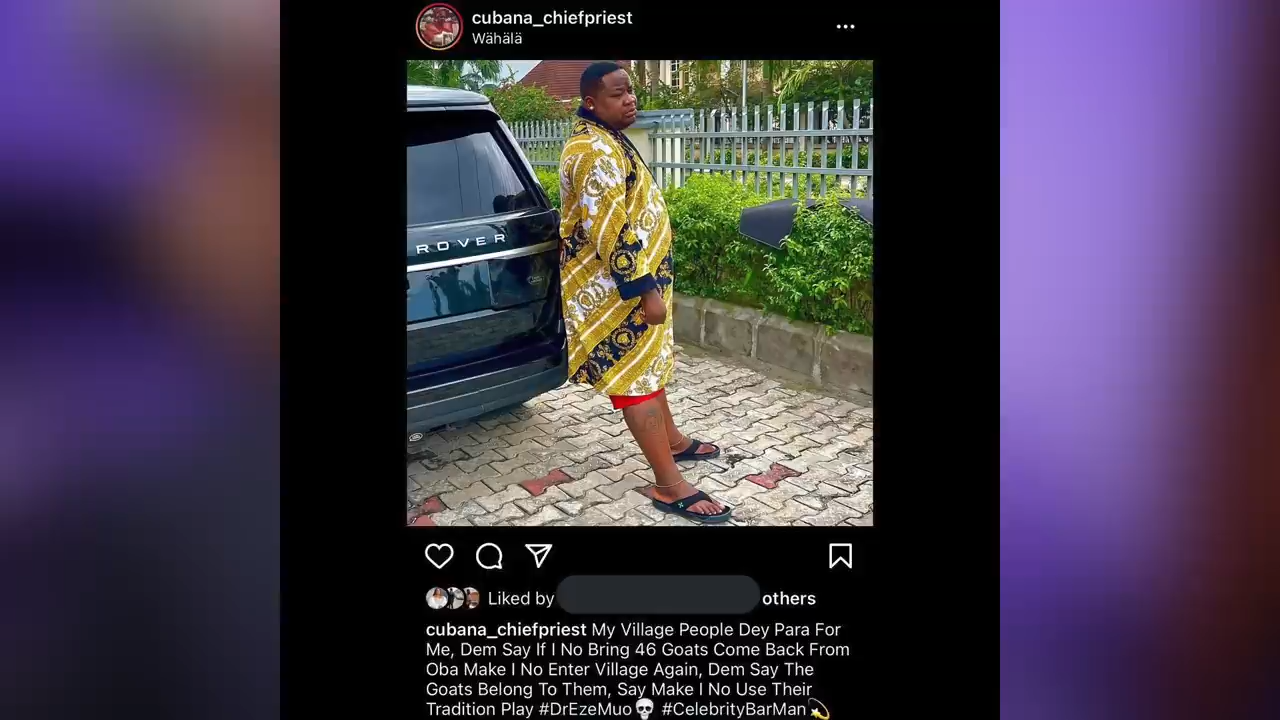 cubana_chiefpriest
Wähälä
ROVER
Liked by
others
cubana_chiefpriest My Village People Dey Para For
Me, Dem Say If I No Bring 46 Goats Come Back From
Oba Make I No Enter Village Again, Dem Say The
Goats Belong To Them, Say Make I No Use Their
Tradition Play #DrEzeMuo💀 #CelebrityBarMan💫